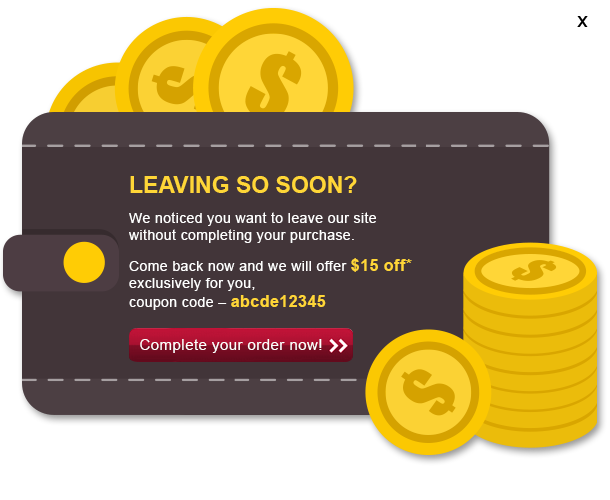 X
LEAVING SO SOON?
We noticed you want to leave our site
without completing your purchase.
Come back now and we will offer $15 off*
exclusively for you,
coupon code – abcde12345
Complete your order now!
$
$
$
$